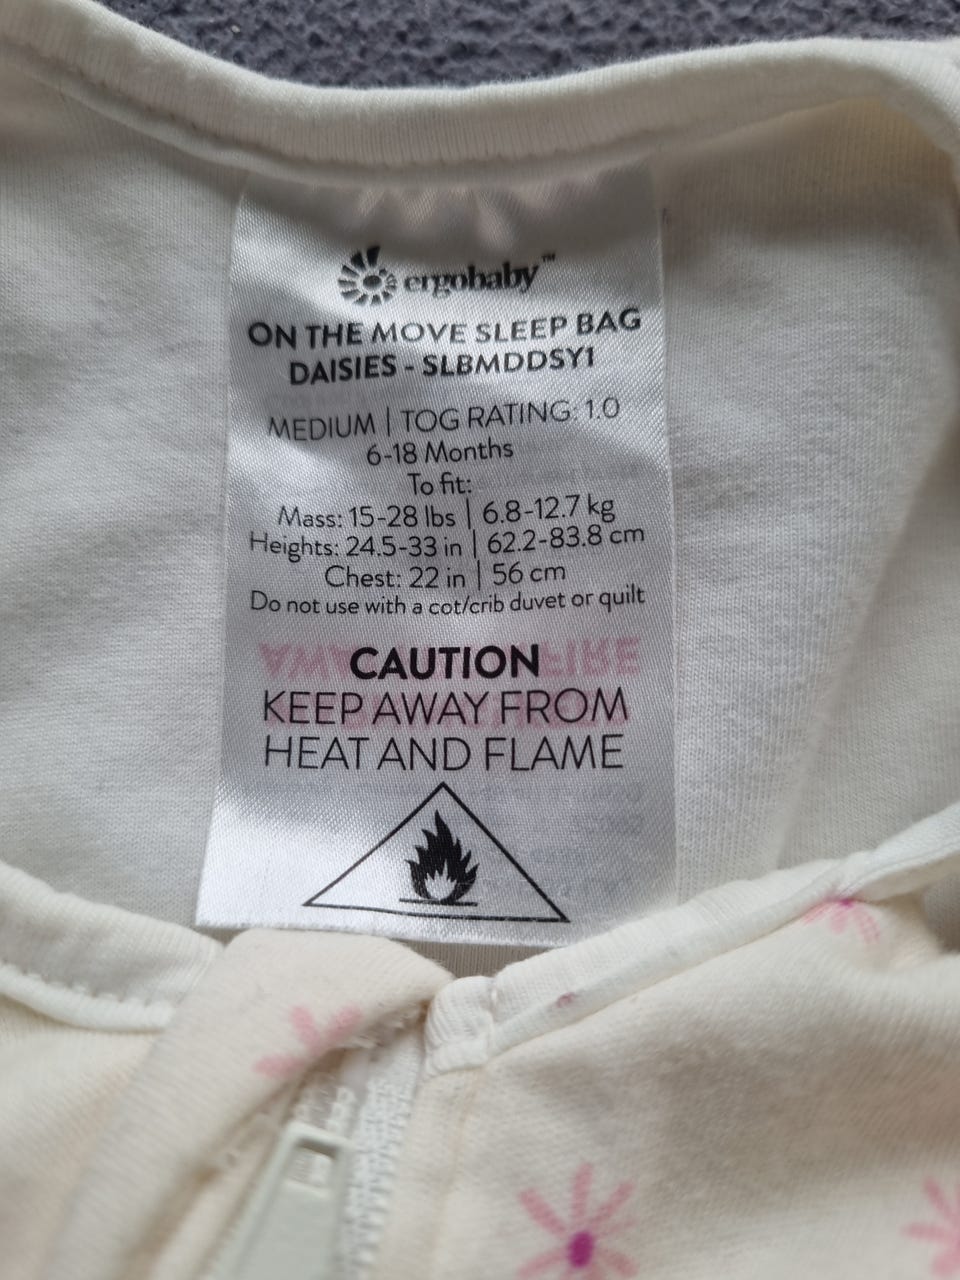 ergobaby™
ON THE MOVE SLEEP BAG
DAISIES - SLBMDDSY1
MEDIUM | TOG RATING: 1.0
6-18 Months
To fit:
Mass: 15-28 lbs | 6.8-12.7 kg
Heights: 24.5-33 in | 62.2-83.8 cm
Chest: 22 in | 56 cm
Do not use with a cot/crib duvet or quilt
CAUTION
KEEP AWAY FROM
HEAT AND FLAME